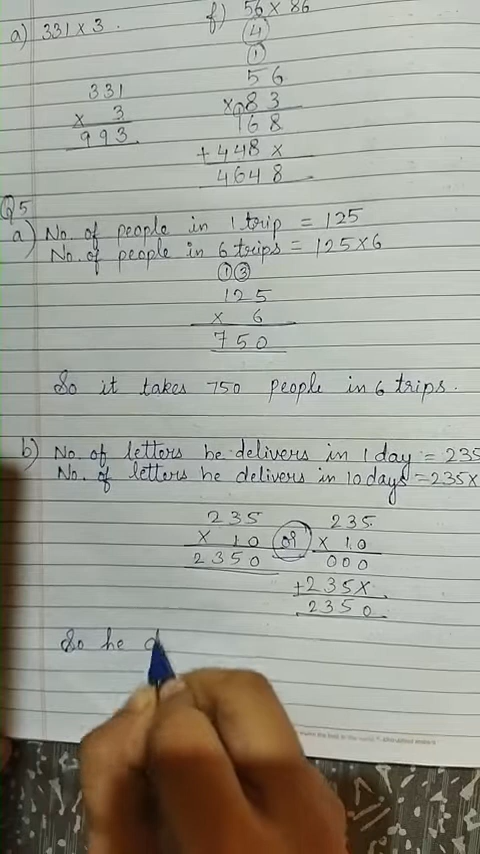 a) 331 x 3.
f) 56 x 86
4
1
331
x 3
993
56
x 83
168
+ 448 x
4648
Q5
a) No. of people in 1 trip = 125
No. of people in 6 trips = 125 x 6
1 3
125
x 6
750
So it takes 750 people in 6 trips.
b) No. of letters he delivers in 1 day = 235
No. of letters he delivers in 10 days = 235 x
235
x 10
2350
or
235
x 10
000
+ 235 x
2350
So he d